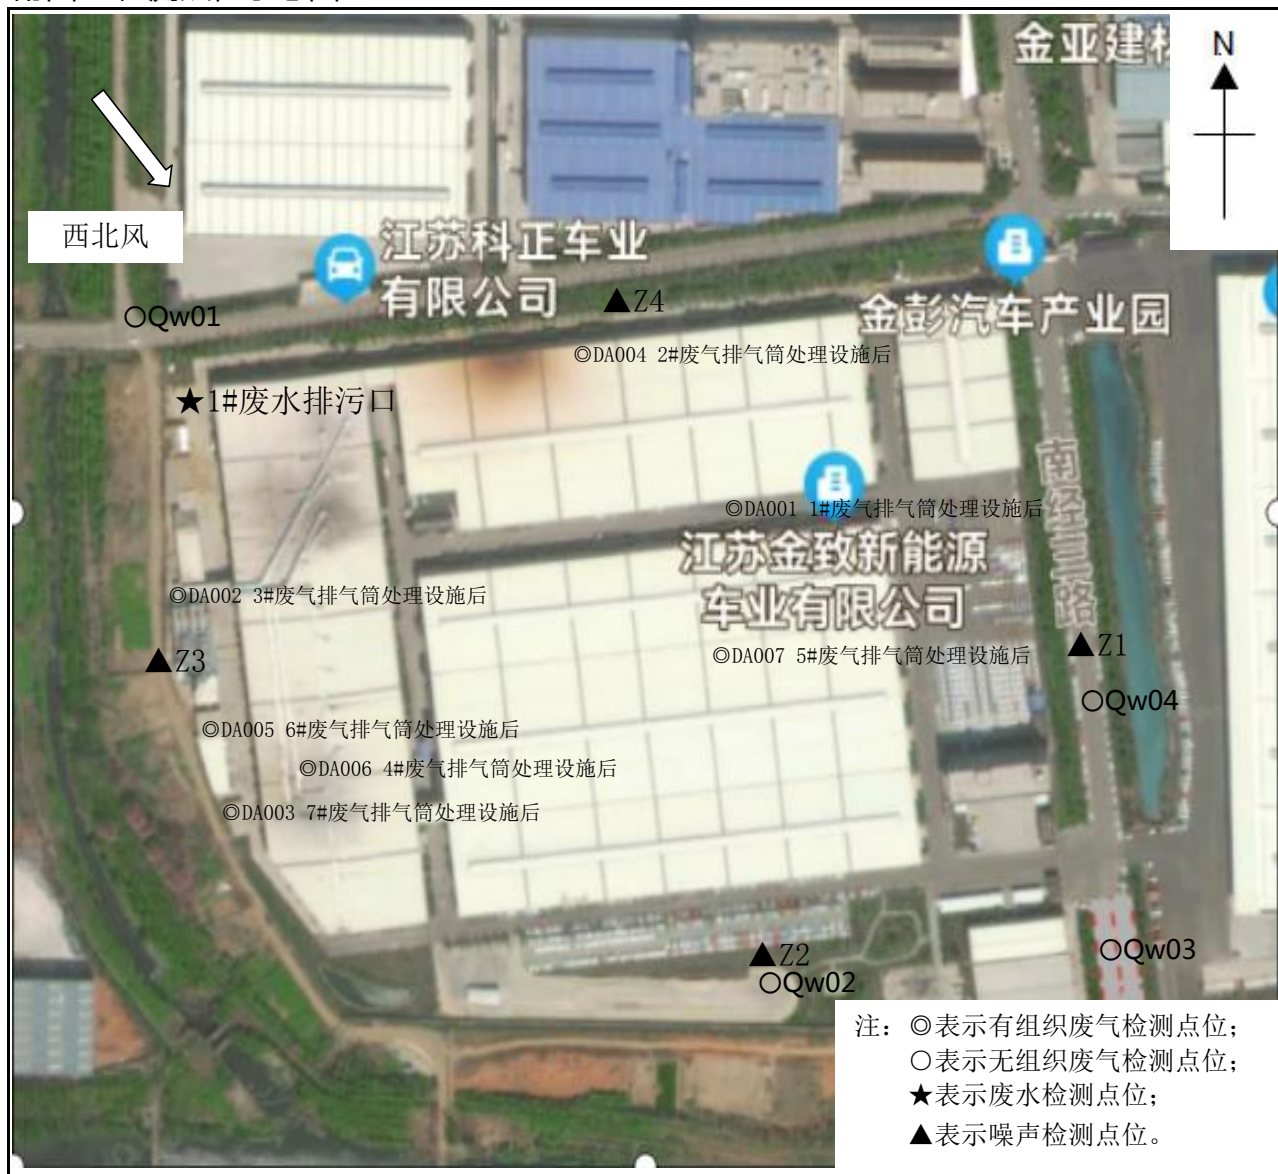 金亚建材
N
西北风
江苏科正车业
有限公司
▲Z4
○Qw01
金彭汽车产业园
◎DA004 2#废气排气筒处理设施后
★1#废水排污口
南经三路
◎DA001 1#废气排气筒处理设施后
江苏金致新能源
车业有限公司
◎DA002 3#废气排气筒处理设施后
▲Z3
◎DA007 5#废气排气筒处理设施后
▲Z1
○Qw04
◎DA005 6#废气排气筒处理设施后
◎DA006 4#废气排气筒处理设施后
◎DA003 7#废气排气筒处理设施后
▲Z2
○Qw02
○Qw03
注：◎表示有组织废气检测点位；
○表示无组织废气检测点位；
★表示废水检测点位；
▲表示噪声检测点位。